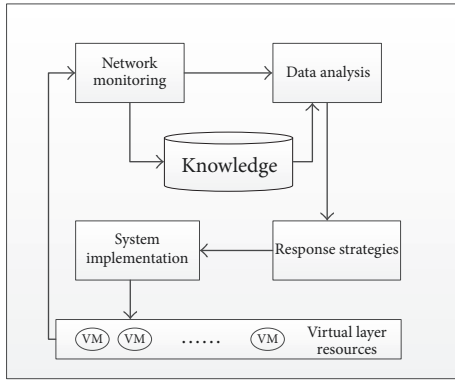 Network
monitoring
Data analysis
Knowledge
System
implementation
Response strategies
VM VM ...... VM
Virtual layer
resources